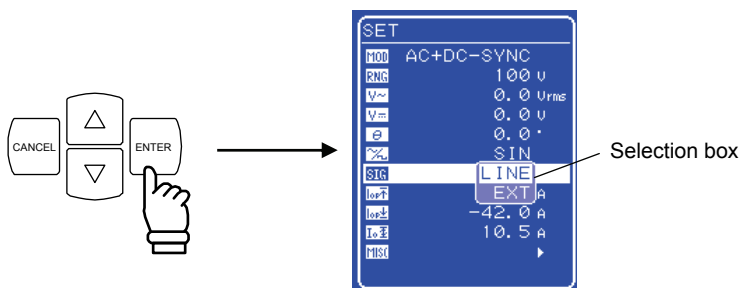 CANCEL
ENTER
SET
MOD AC+DC-SYNC
RNG 100 V
V~ 0.0 Vrms
V⎓ 0.0 V
θ 0.0 °
SIN
SIG LINE
EXT A
-42.0 A
10.5 A
MISC
Selection box